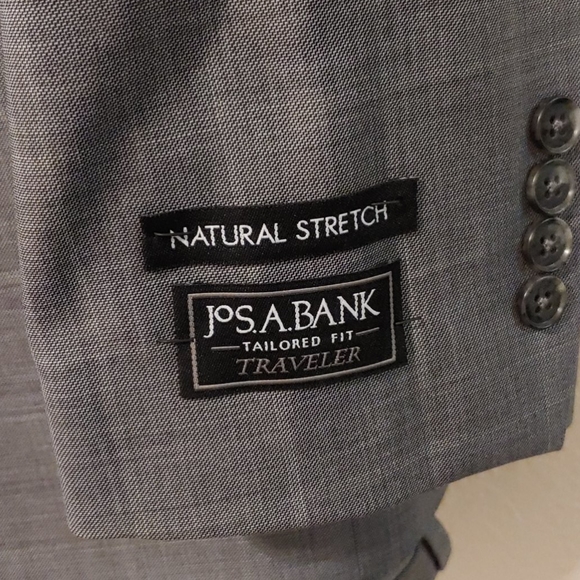 NATURAL STRETCH
JoS.A.BANK
TAILORED FIT
TRAVELER